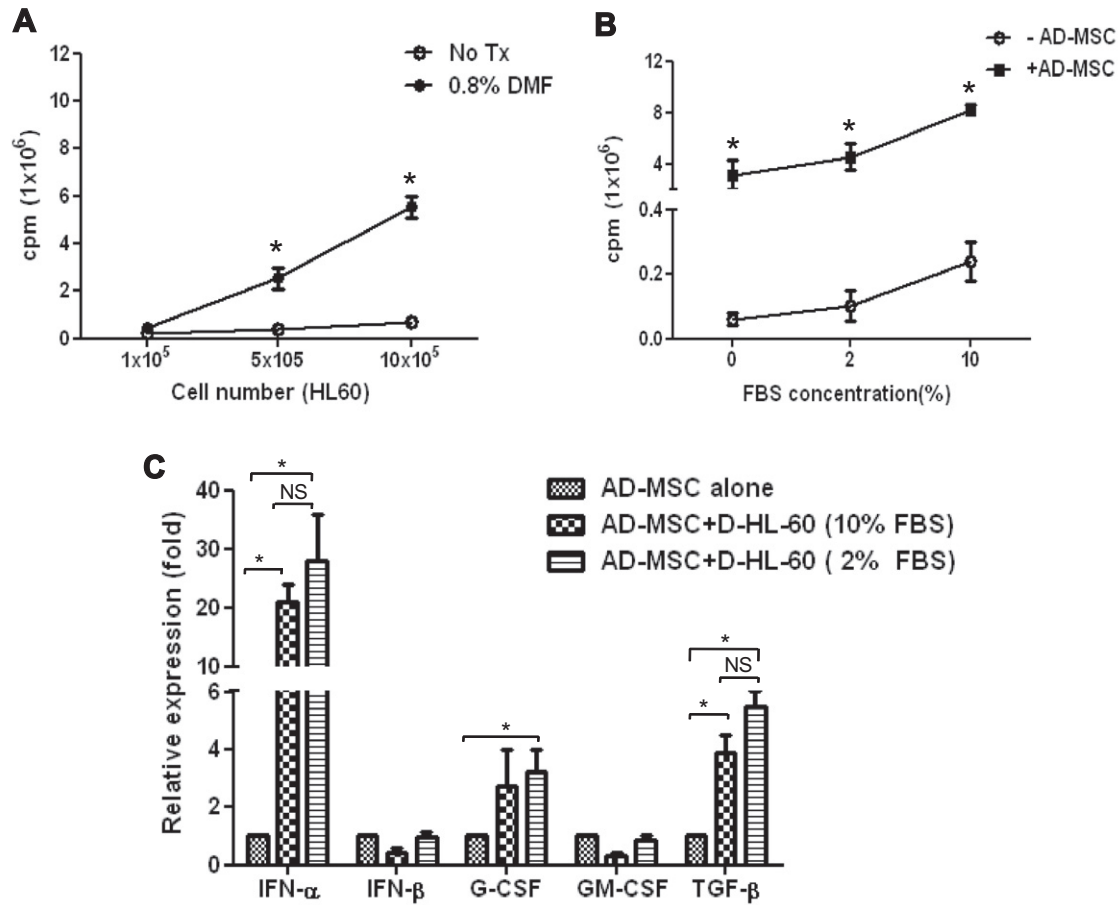 A
No Tx
0.8% DMF
12
10
8
6
4
2
0
cpm (1x10⁶)
*
*
1x10⁵
5x105
10x10⁵
Cell number (HL60)
B
- AD-MSC
+AD-MSC
12
8
4
0.4
0.2
0.0
cpm (1x10⁶)
*
*
*
0
2
10
FBS concentration(%)
C
AD-MSC alone
AD-MSC+D-HL-60 (10% FBS)
AD-MSC+D-HL-60 ( 2% FBS)
40
30
20
10
6
4
2
0
Relative expression (fold)
*
NS
*
*
*
NS
*
IFN-α
IFN-β
G-CSF
GM-CSF
TGF-β